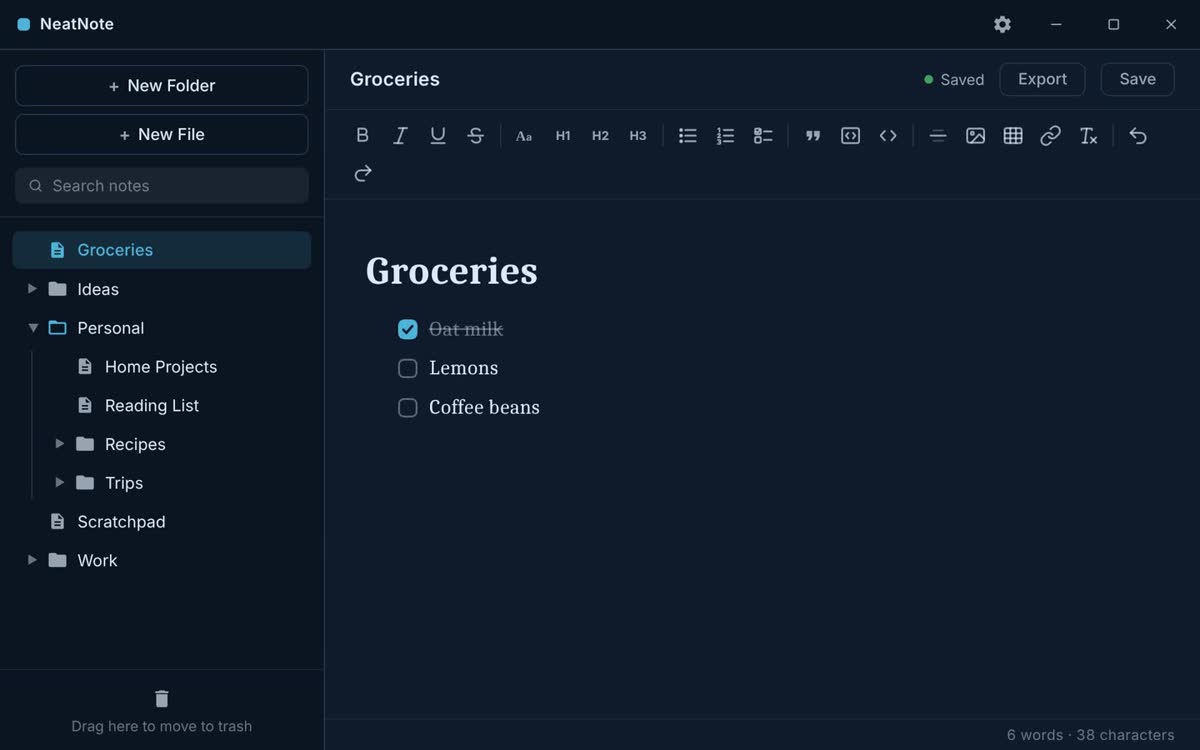 NeatNote
+ New Folder
+ New File
Search notes
Groceries
Ideas
Personal
Home Projects
Reading List
Recipes
Trips
Scratchpad
Work
Drag here to move to trash
Groceries
Saved
Export
Save
B I U S Aa H1 H2 H3
Groceries
Oat milk
Lemons
Coffee beans
6 words · 38 characters